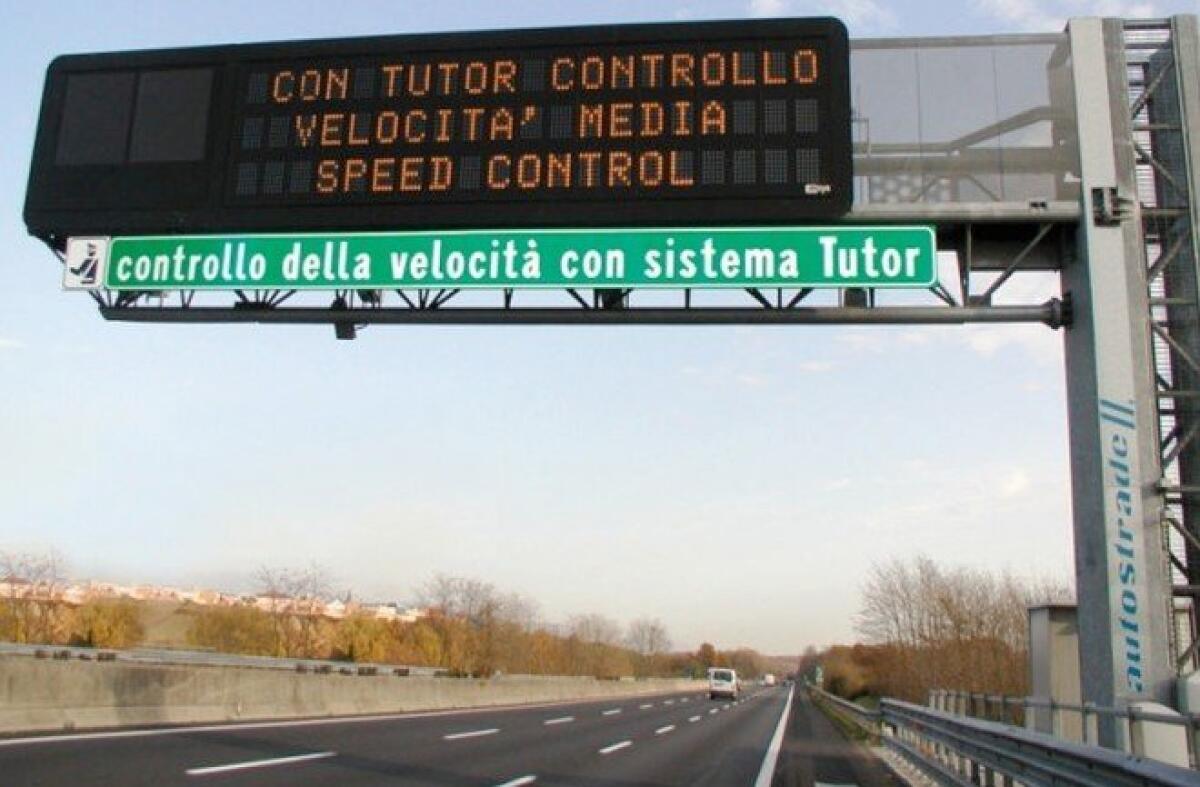 CON TUTOR CONTROLLO
VELOCITA' MEDIA
SPEED CONTROL
controllo della velocità con sistema Tutor
autostrade